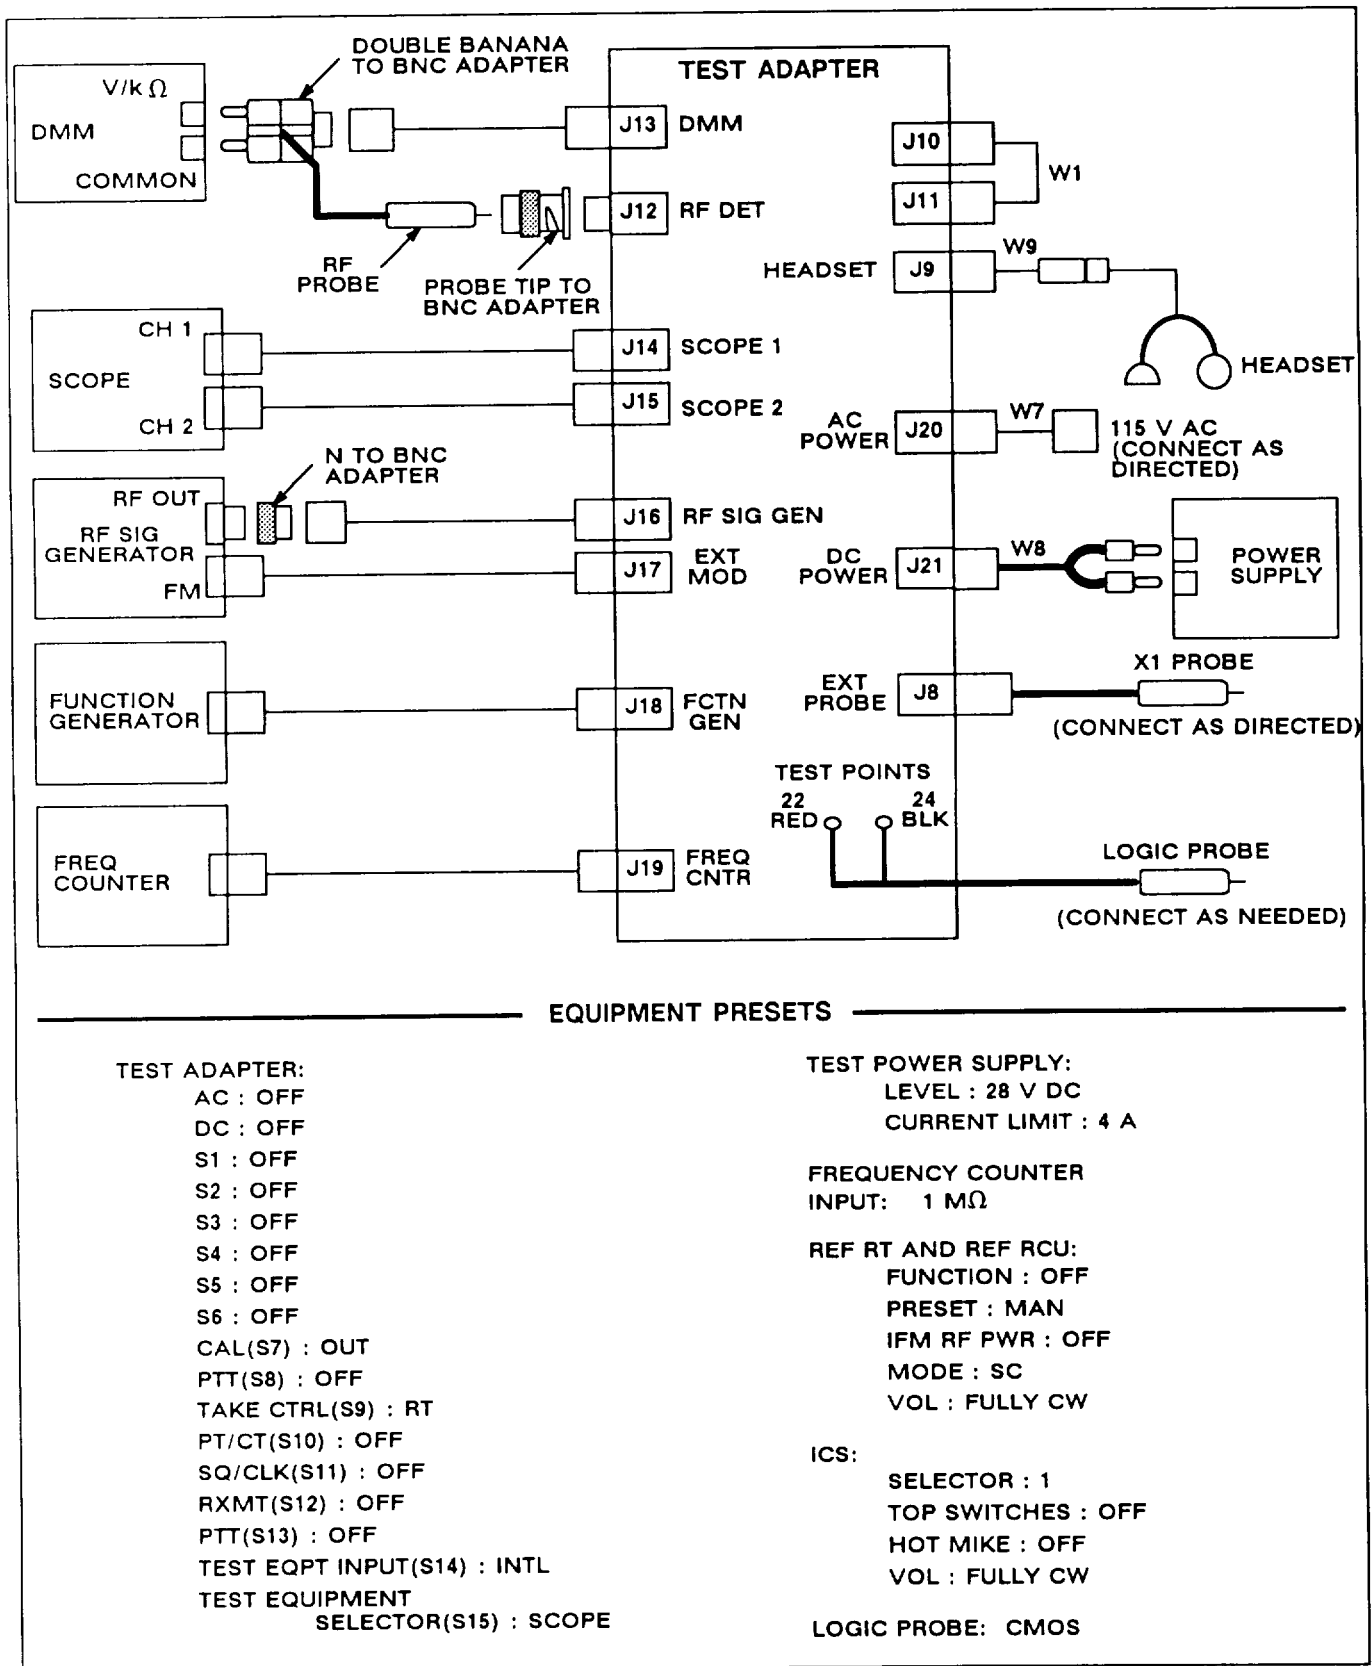 DOUBLE BANANA
TO BNC ADAPTER
V/k Ω
DMM
COMMON
TEST ADAPTER
J13 DMM
J12 RF DET
RF
PROBE
PROBE TIP TO
BNC ADAPTER
J10
J11
W1
HEADSET J9
W9
HEADSET
CH 1
SCOPE
CH 2
J14 SCOPE 1
J15 SCOPE 2
AC
POWER
J20
W7
115 V AC
(CONNECT AS
DIRECTED)
N TO BNC
ADAPTER
RF OUT
RF SIG
GENERATOR
FM
J16 RF SIG GEN
J17
EXT
MOD
DC
POWER
J21
W8
POWER
SUPPLY
FUNCTION
GENERATOR
J18
FCTN
GEN
EXT
PROBE
J8
X1 PROBE
(CONNECT AS DIRECTED)
TEST POINTS
22
RED
24
BLK
FREQ
COUNTER
J19
FREQ
CNTR
LOGIC PROBE
(CONNECT AS NEEDED)
EQUIPMENT PRESETS
TEST ADAPTER:
AC : OFF
DC : OFF
S1 : OFF
S2 : OFF
S3 : OFF
S4 : OFF
S5 : OFF
S6 : OFF
CAL(S7) : OUT
PTT(S8) : OFF
TAKE CTRL(S9) : RT
PT/CT(S10) : OFF
SQ/CLK(S11) : OFF
RXMT(S12) : OFF
PTT(S13) : OFF
TEST EQPT INPUT(S14) : INTL
TEST EQUIPMENT
SELECTOR(S15) : SCOPE
TEST POWER SUPPLY:
LEVEL : 28 V DC
CURRENT LIMIT : 4 A
FREQUENCY COUNTER
INPUT: 1 MΩ
REF RT AND REF RCU:
FUNCTION : OFF
PRESET : MAN
IFM RF PWR : OFF
MODE : SC
VOL : FULLY CW
ICS:
SELECTOR : 1
TOP SWITCHES : OFF
HOT MIKE : OFF
VOL : FULLY CW
LOGIC PROBE: CMOS